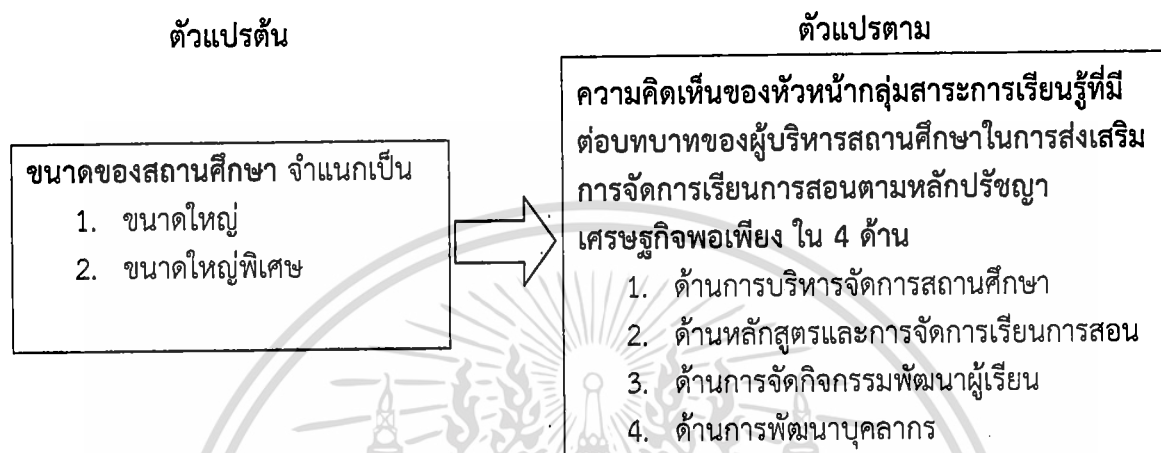 ตัวแปรต้น
ตัวแปรตาม
ขนาดของสถานศึกษา จำแนกเป็น
1. ขนาดใหญ่
2. ขนาดใหญ่พิเศษ
ความคิดเห็นของหัวหน้ากลุ่มสาระการเรียนรู้ที่มี
ต่อบทบาทของผู้บริหารสถานศึกษาในการส่งเสริม
การจัดการเรียนการสอนตามหลักปรัชญา
เศรษฐกิจพอเพียง ใน 4 ด้าน
1. ด้านการบริหารจัดการสถานศึกษา
2. ด้านหลักสูตรและการจัดการเรียนการสอน
3. ด้านการจัดกิจกรรมพัฒนาผู้เรียน
4. ด้านการพัฒนาบุคลากร